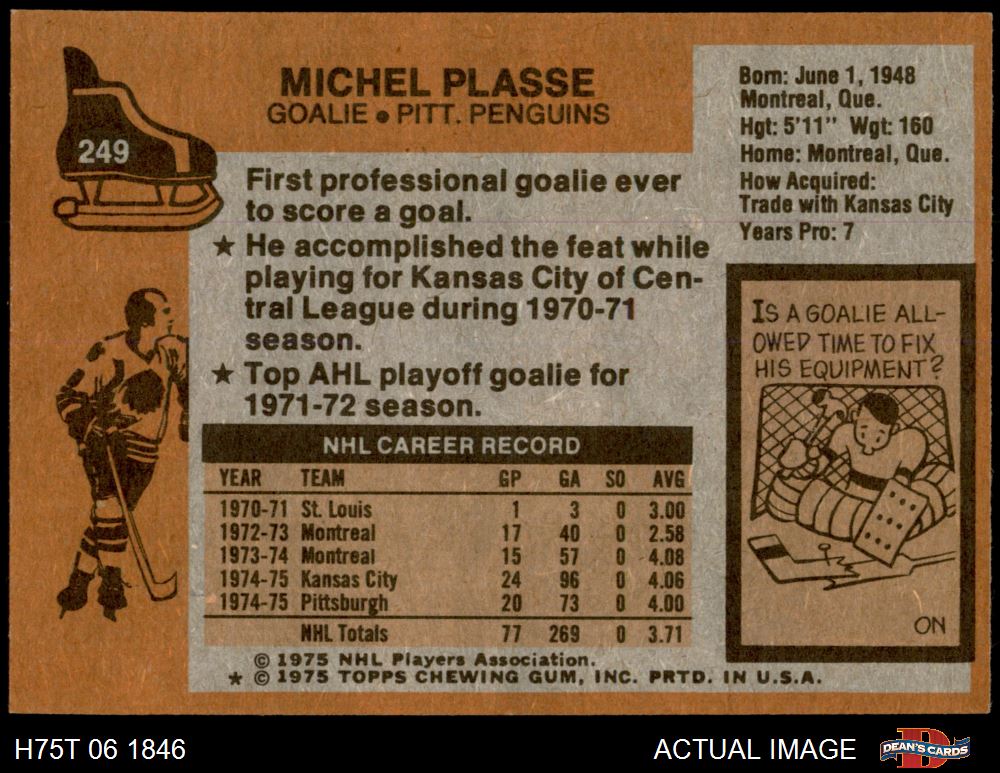 249
MICHEL PLASSE
GOALIE • PITT. PENGUINS
Born: June 1, 1948
Montreal, Que.
Hgt: 5'11" Wgt: 160
Home: Montreal, Que.
How Acquired:
Trade with Kansas City
Years Pro: 7
First professional goalie ever
to score a goal.
★ He accomplished the feat while
playing for Kansas City of Cen-
tral League during 1970-71
season.
★ Top AHL playoff goalie for
1971-72 season.
NHL CAREER RECORD
YEAR TEAM GP GA SO AVG
1970-71 St. Louis 1 3 0 3.00
1972-73 Montreal 17 40 0 2.58
1973-74 Montreal 15 57 0 4.08
1974-75 Kansas City 24 96 0 4.06
1974-75 Pittsburgh 20 73 0 4.00
NHL Totals 77 269 0 3.71
© 1975 NHL Players Association.
★ © 1975 TOPPS CHEWING GUM, INC. PRTD. IN U.S.A.
IS A GOALIE ALL-
OWED TIME TO FIX
HIS EQUIPMENT?
ON
H75T 06 1846
ACTUAL IMAGE
D
DEAN'S CARDS